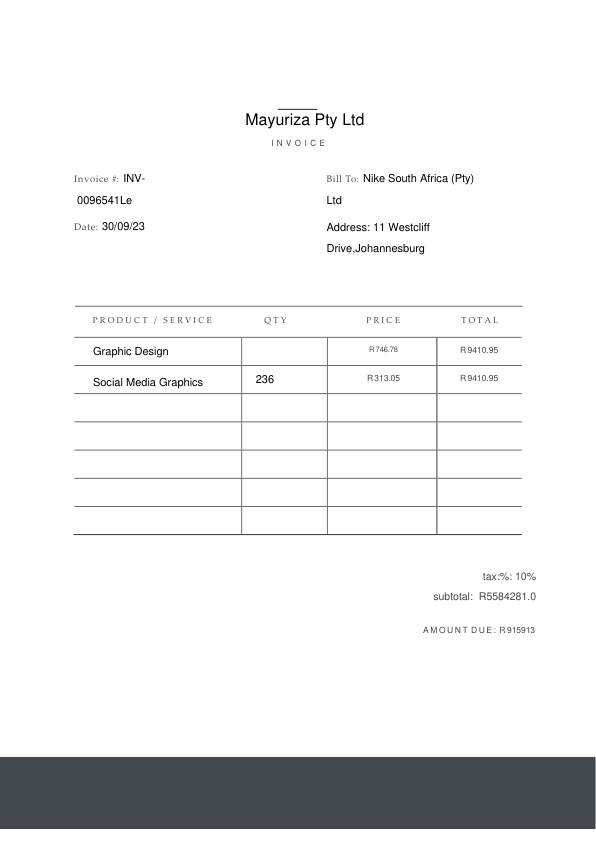 Mayuriza Pty Ltd
INVOICE
Invoice #: INV-
0096541Le
Date: 30/09/23
Bill To: Nike South Africa (Pty)
Ltd
Address: 11 Westcliff
Drive,Johannesburg
PRODUCT / SERVICE QTY PRICE TOTAL
Graphic Design R746.78 R9410.95
Social Media Graphics 236 R313.05 R9410.95
tax:%: 10%
subtotal: R5584281.0
AMOUNT DUE: R915913